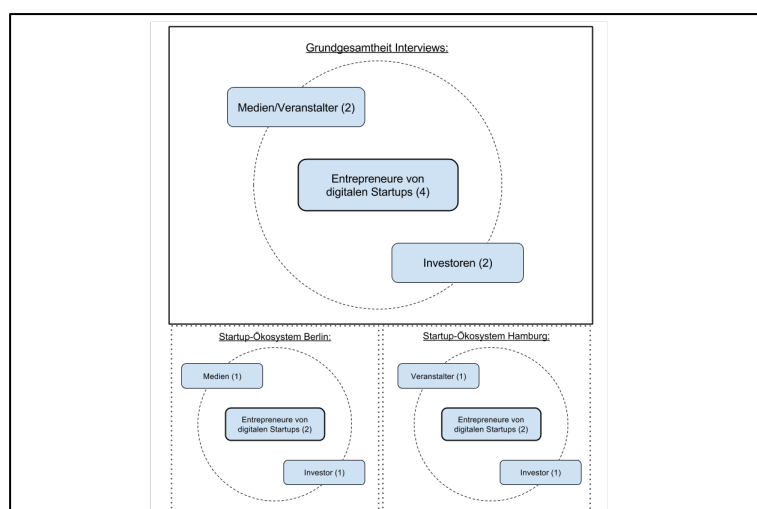 Grundgesamtheit Interviews:
Medien/Veranstalter (2)
Entrepreneure von
digitalen Startups (4)
Investoren (2)
Startup-Ökosystem Berlin:
Medien (1)
Entrepreneure von
digitalen Startups (2)
Investor (1)
Startup-Ökosystem Hamburg:
Veranstalter (1)
Entrepreneure von
digitalen Startups (2)
Investor (1)